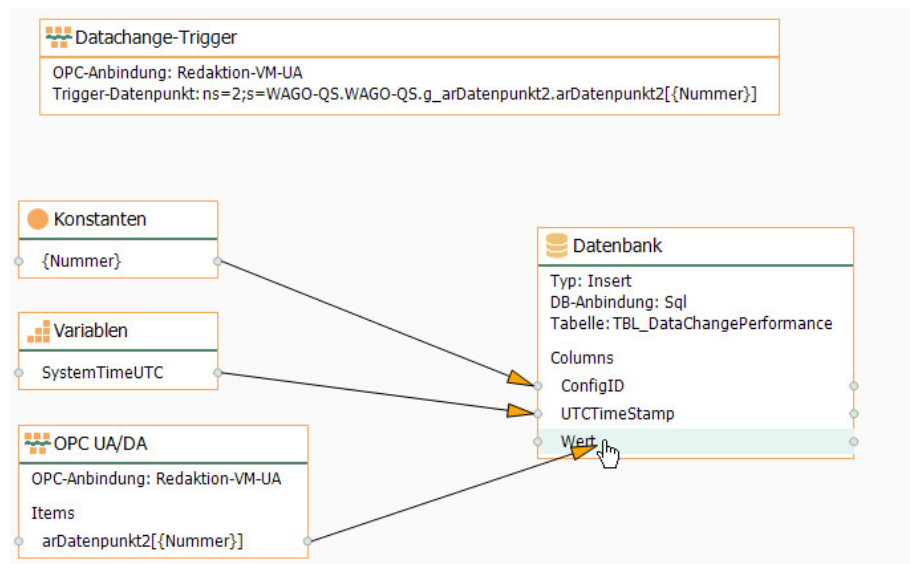 Datachange-Trigger
OPC-Anbindung: Redaktion-VM-UA
Trigger-Datenpunkt: ns=2;s=WAGO-QS.WAGO-QS.g_arDatenpunkt2.arDatenpunkt2[{Nummer}]
Konstanten
{Nummer}
Variablen
SystemTimeUTC
OPC UA/DA
OPC-Anbindung: Redaktion-VM-UA
Items
arDatenpunkt2[{Nummer}]
Datenbank
Typ: Insert
DB-Anbindung: Sql
Tabelle: TBL_DataChangePerformance
Columns
ConfigID
UTCTimeStamp
Wert